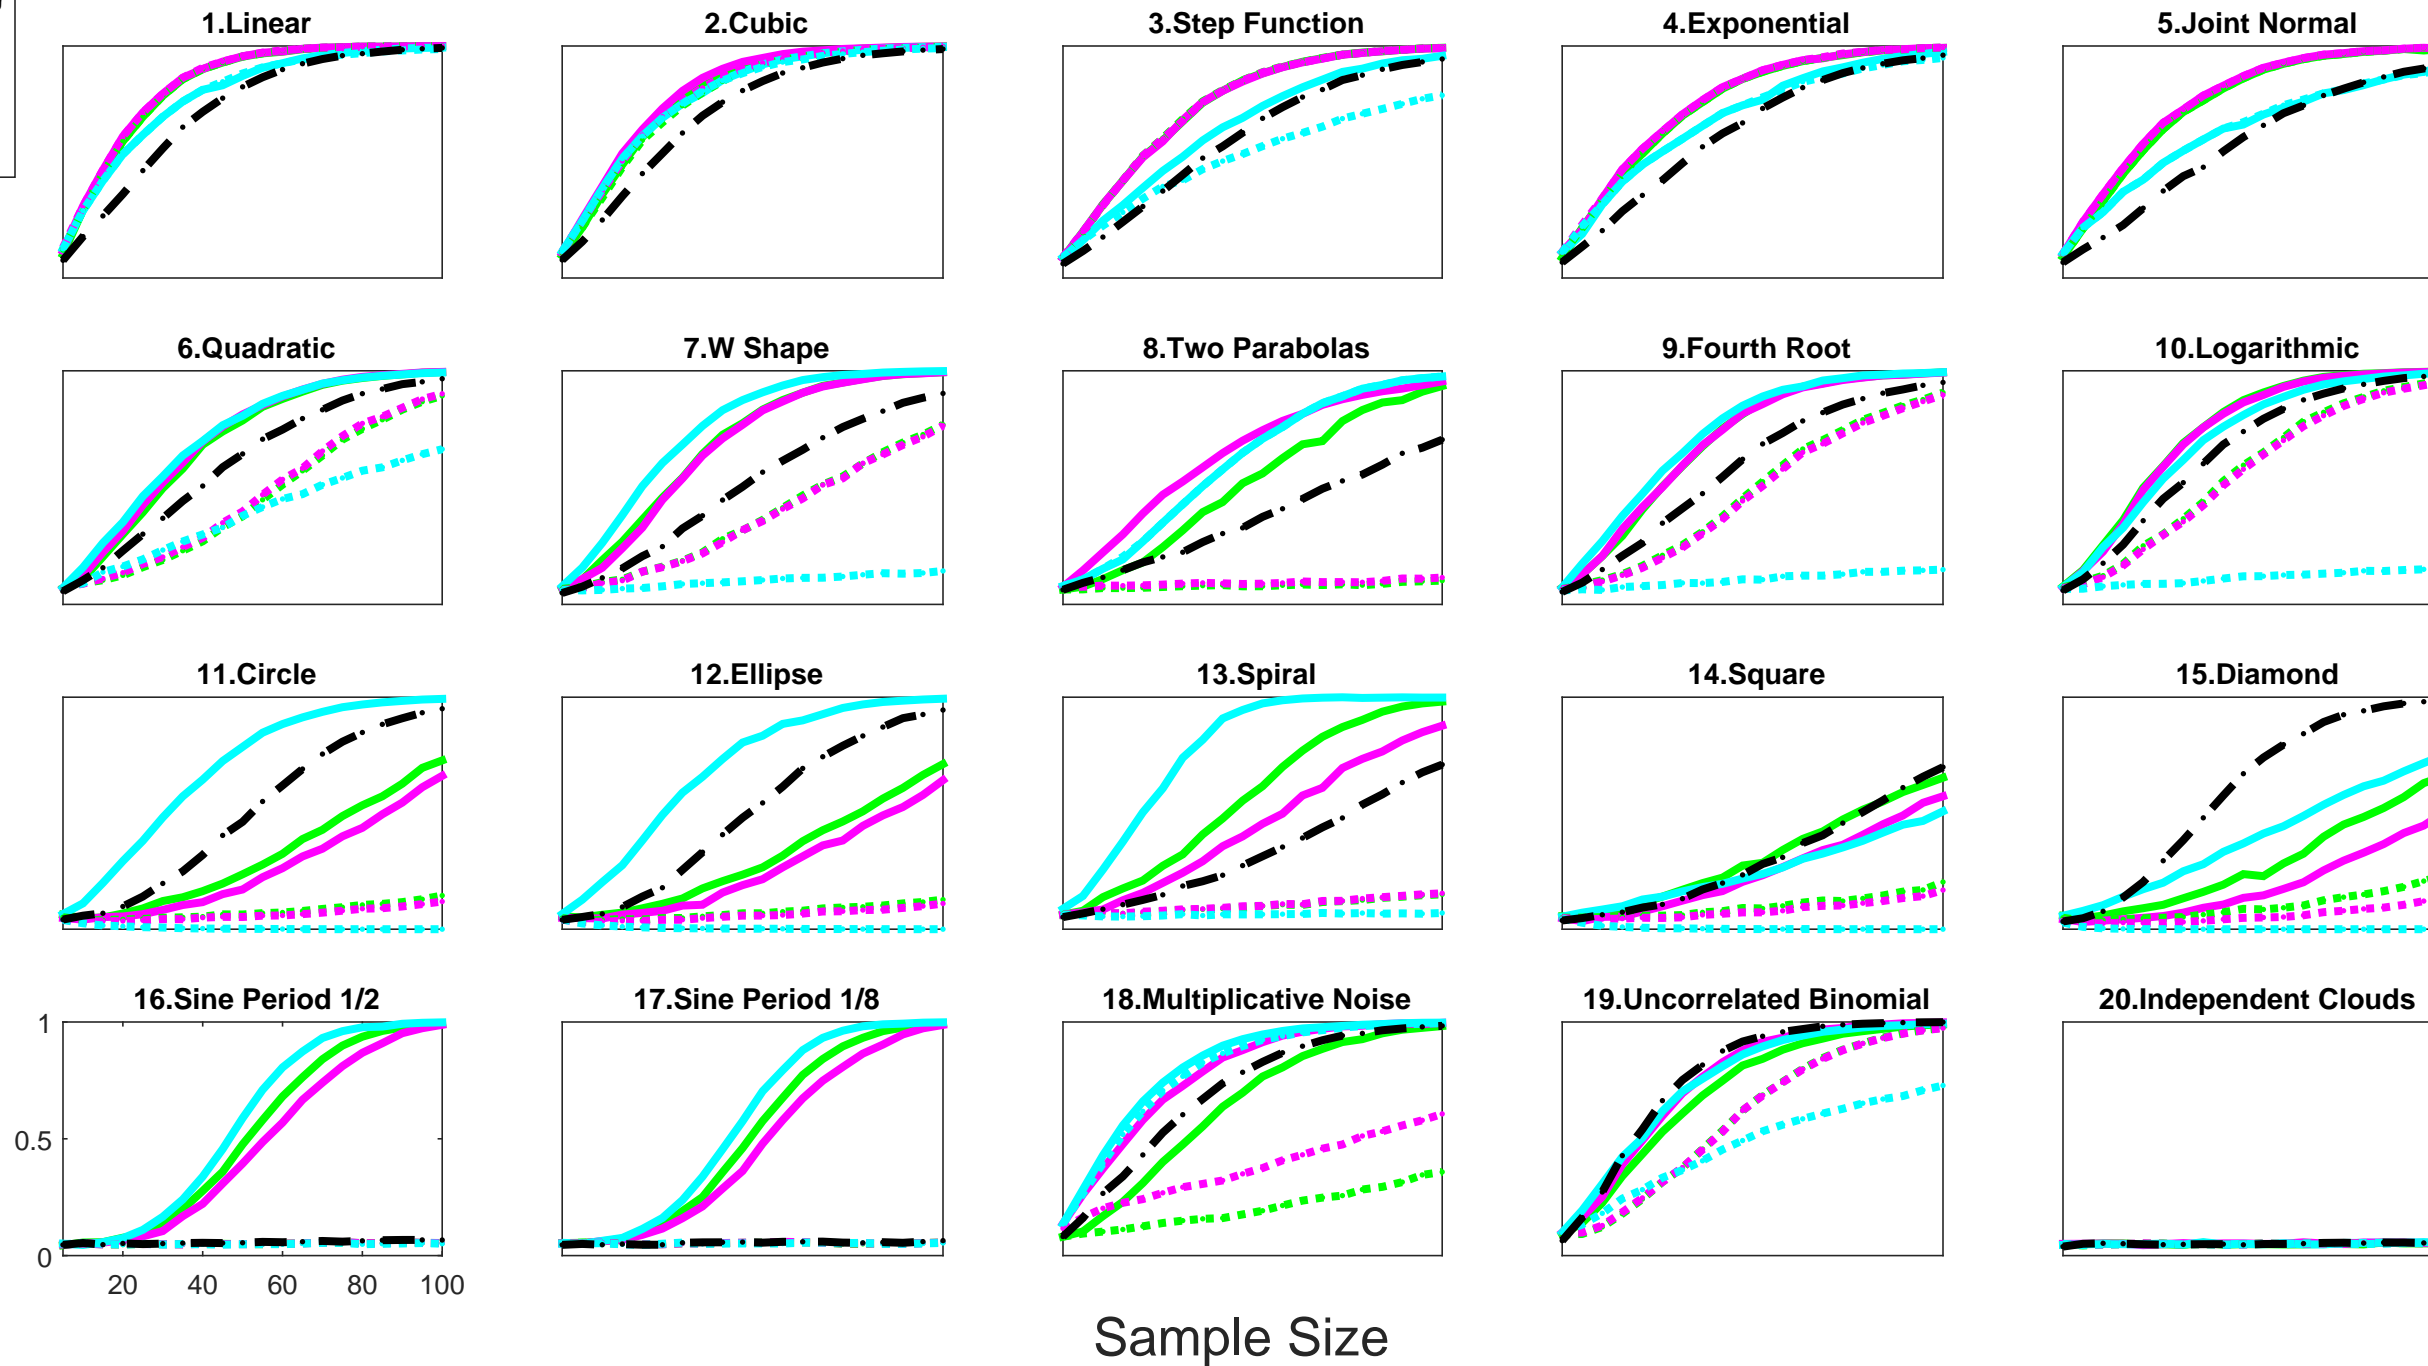 1.Linear
2.Cubic
3.Step Function
4.Exponential
5.Joint Normal
6.Quadratic
7.W Shape
8.Two Parabolas
9.Fourth Root
10.Logarithmic
11.Circle
12.Ellipse
13.Spiral
14.Square
15.Diamond
16.Sine Period 1/2
17.Sine Period 1/8
18.Multiplicative Noise
19.Uncorrelated Binomial
20.Independent Clouds
1
0.5
0
20 40 60 80 100
Sample Size